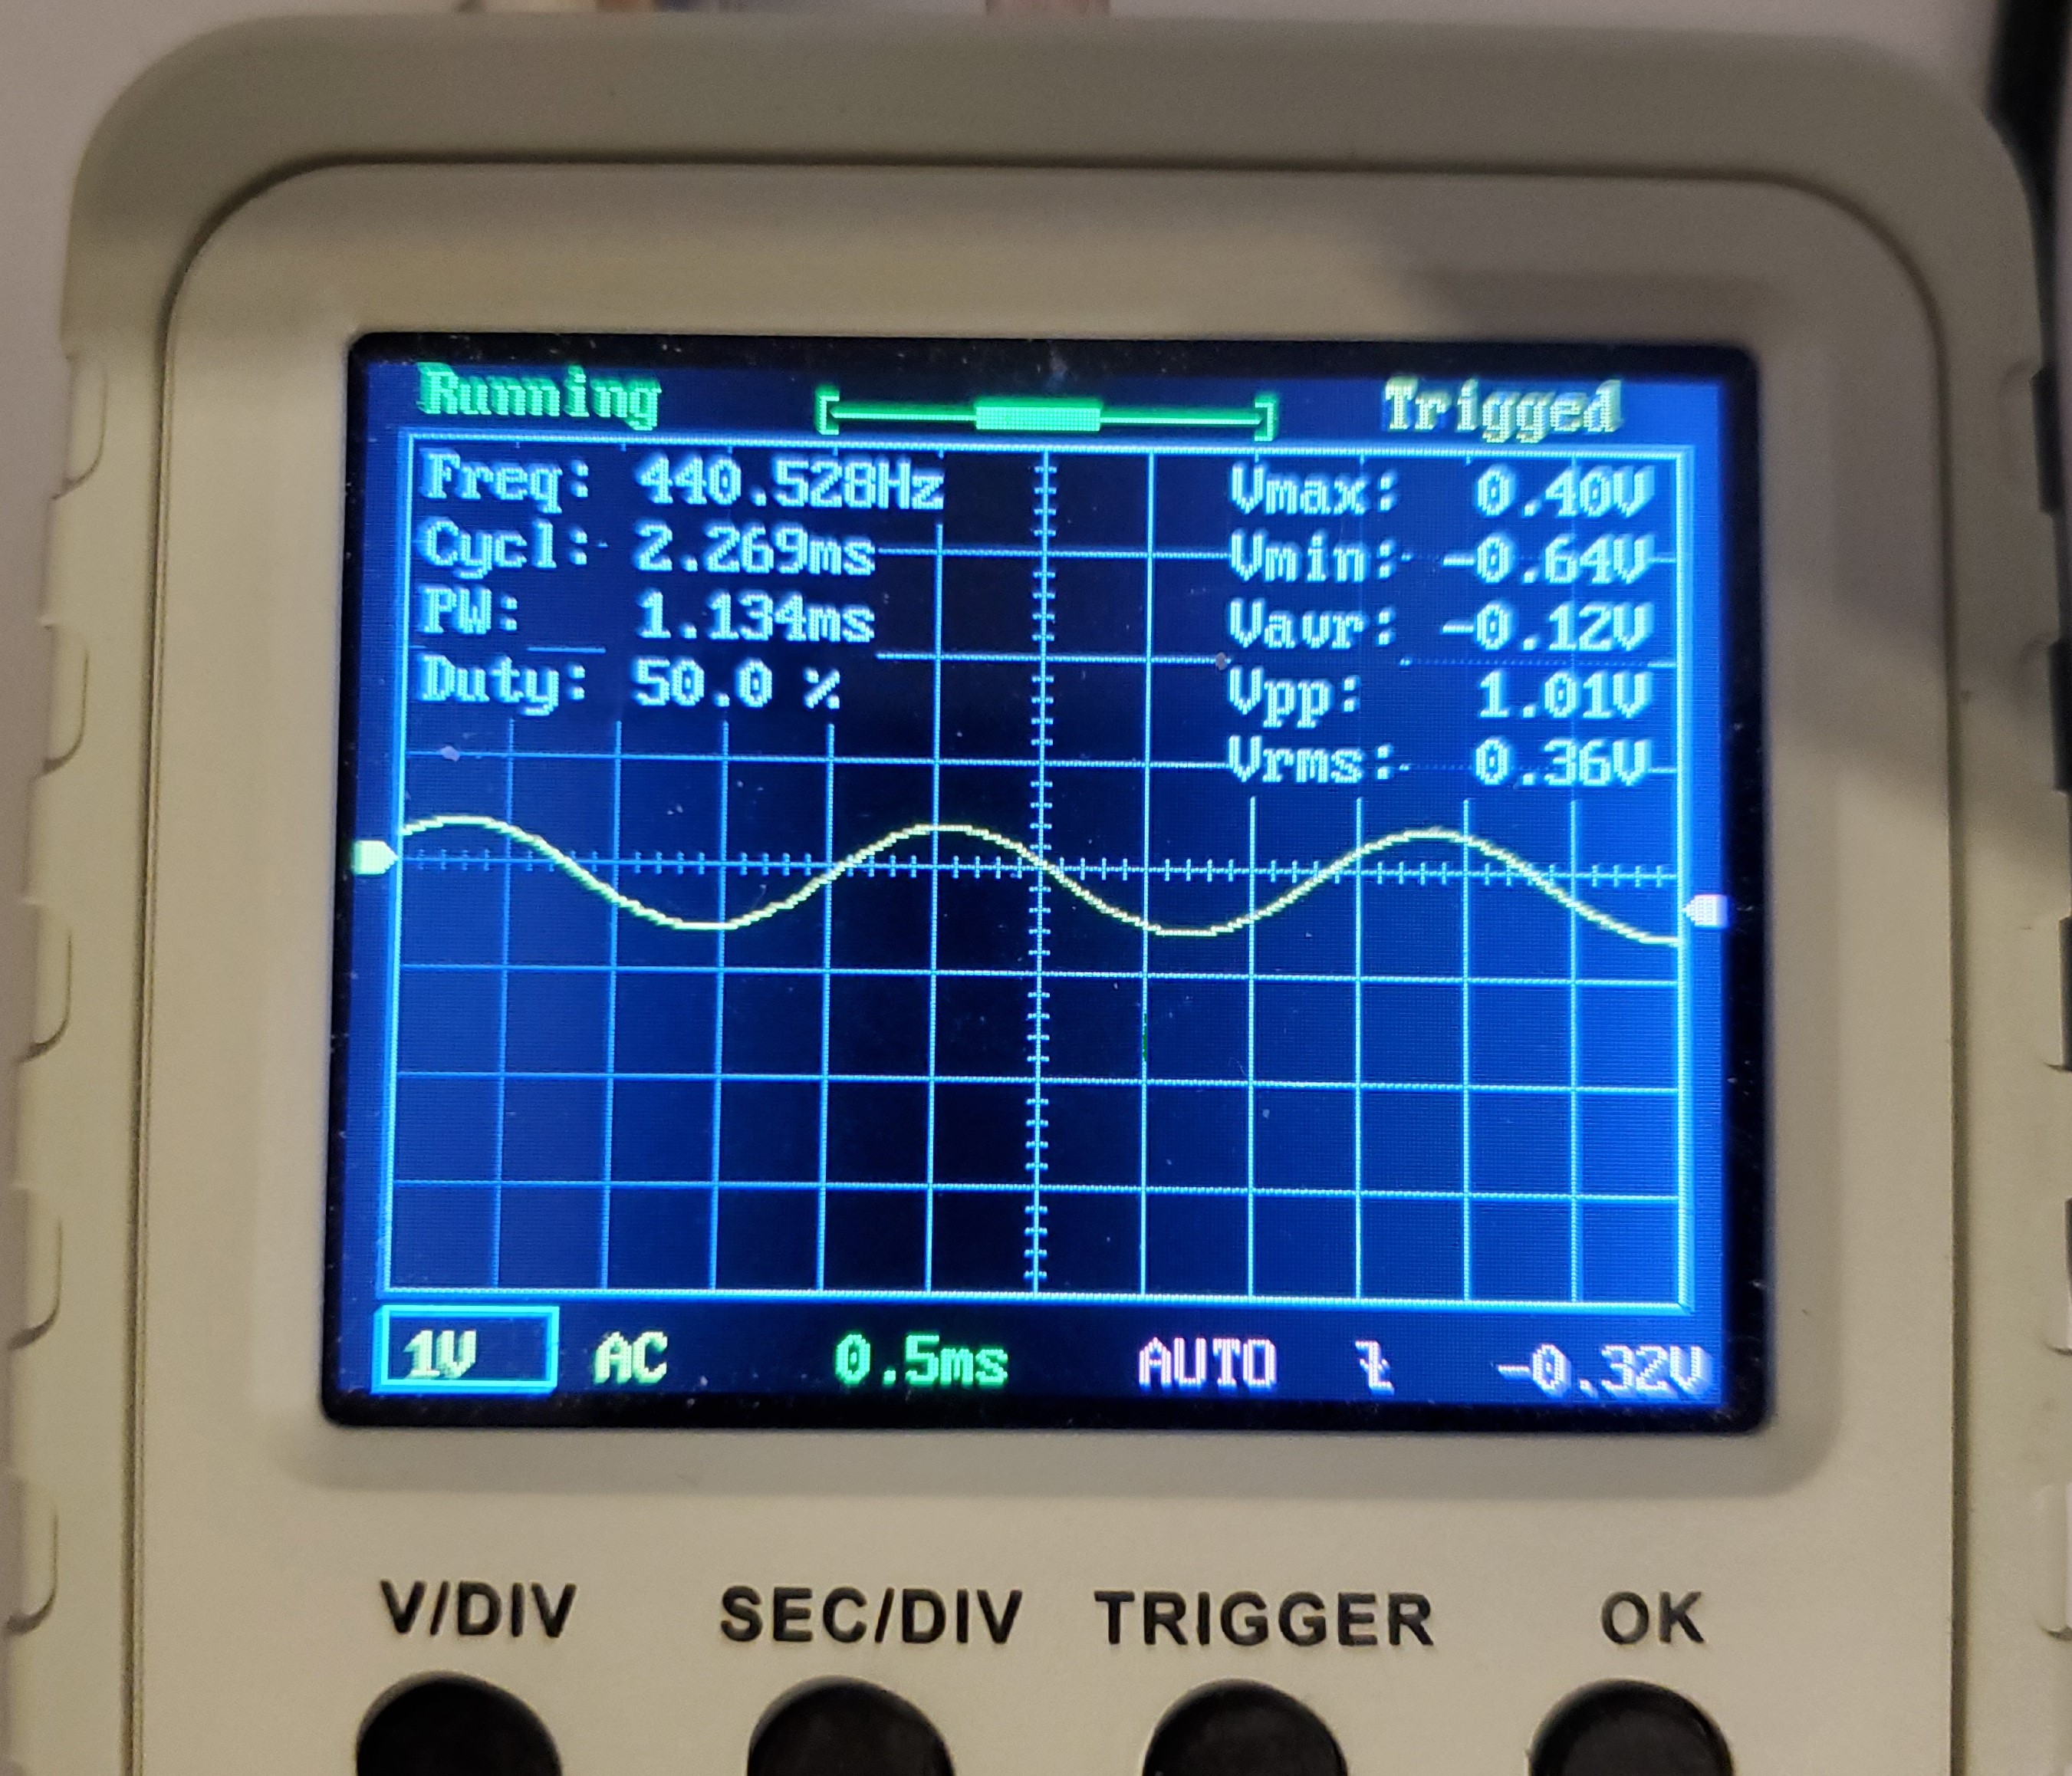 Running Trigged
Freq: 440.528Hz Vmax: 0.40V
Cycl: 2.269ms Vmin: -0.64V
PW: 1.134ms Vavr: -0.12V
Duty: 50.0 % Vpp: 1.01V
Vrms: 0.36V
1V AC 0.5ms AUTO -0.32V
V/DIV SEC/DIV TRIGGER OK